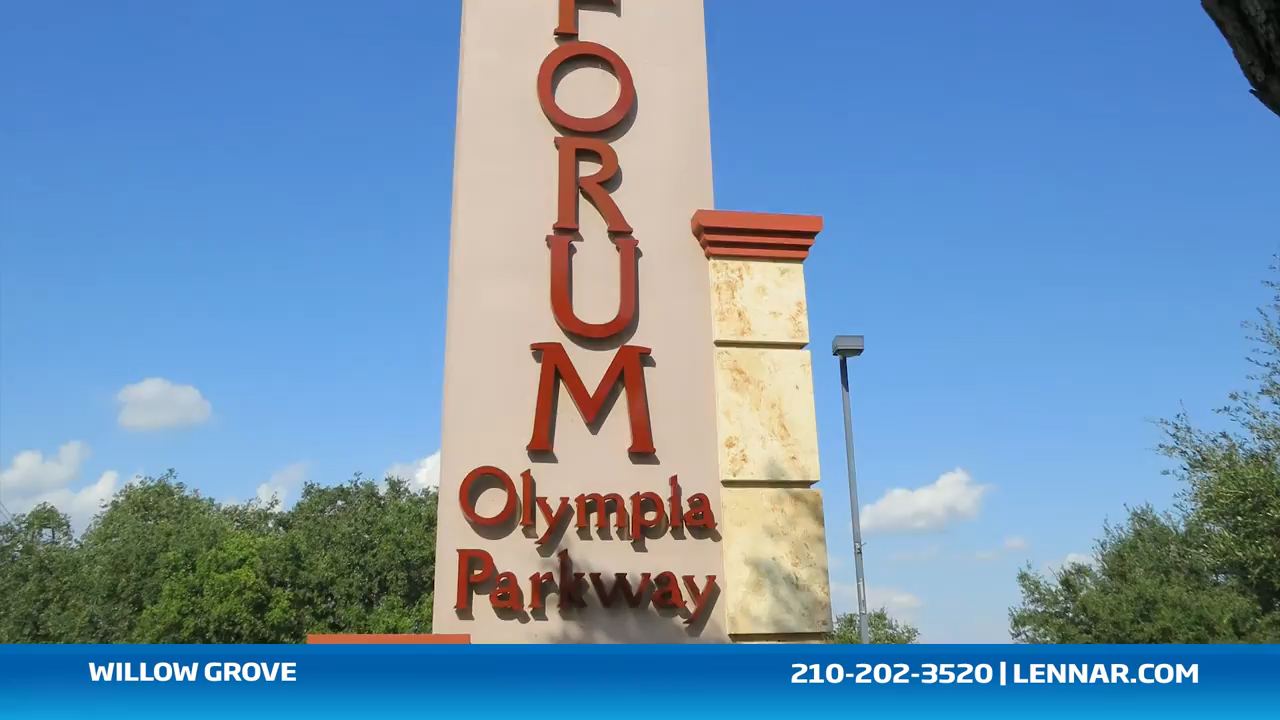 FORUM
Olympia
Parkway
WILLOW GROVE
210-202-3520 | LENNAR.COM